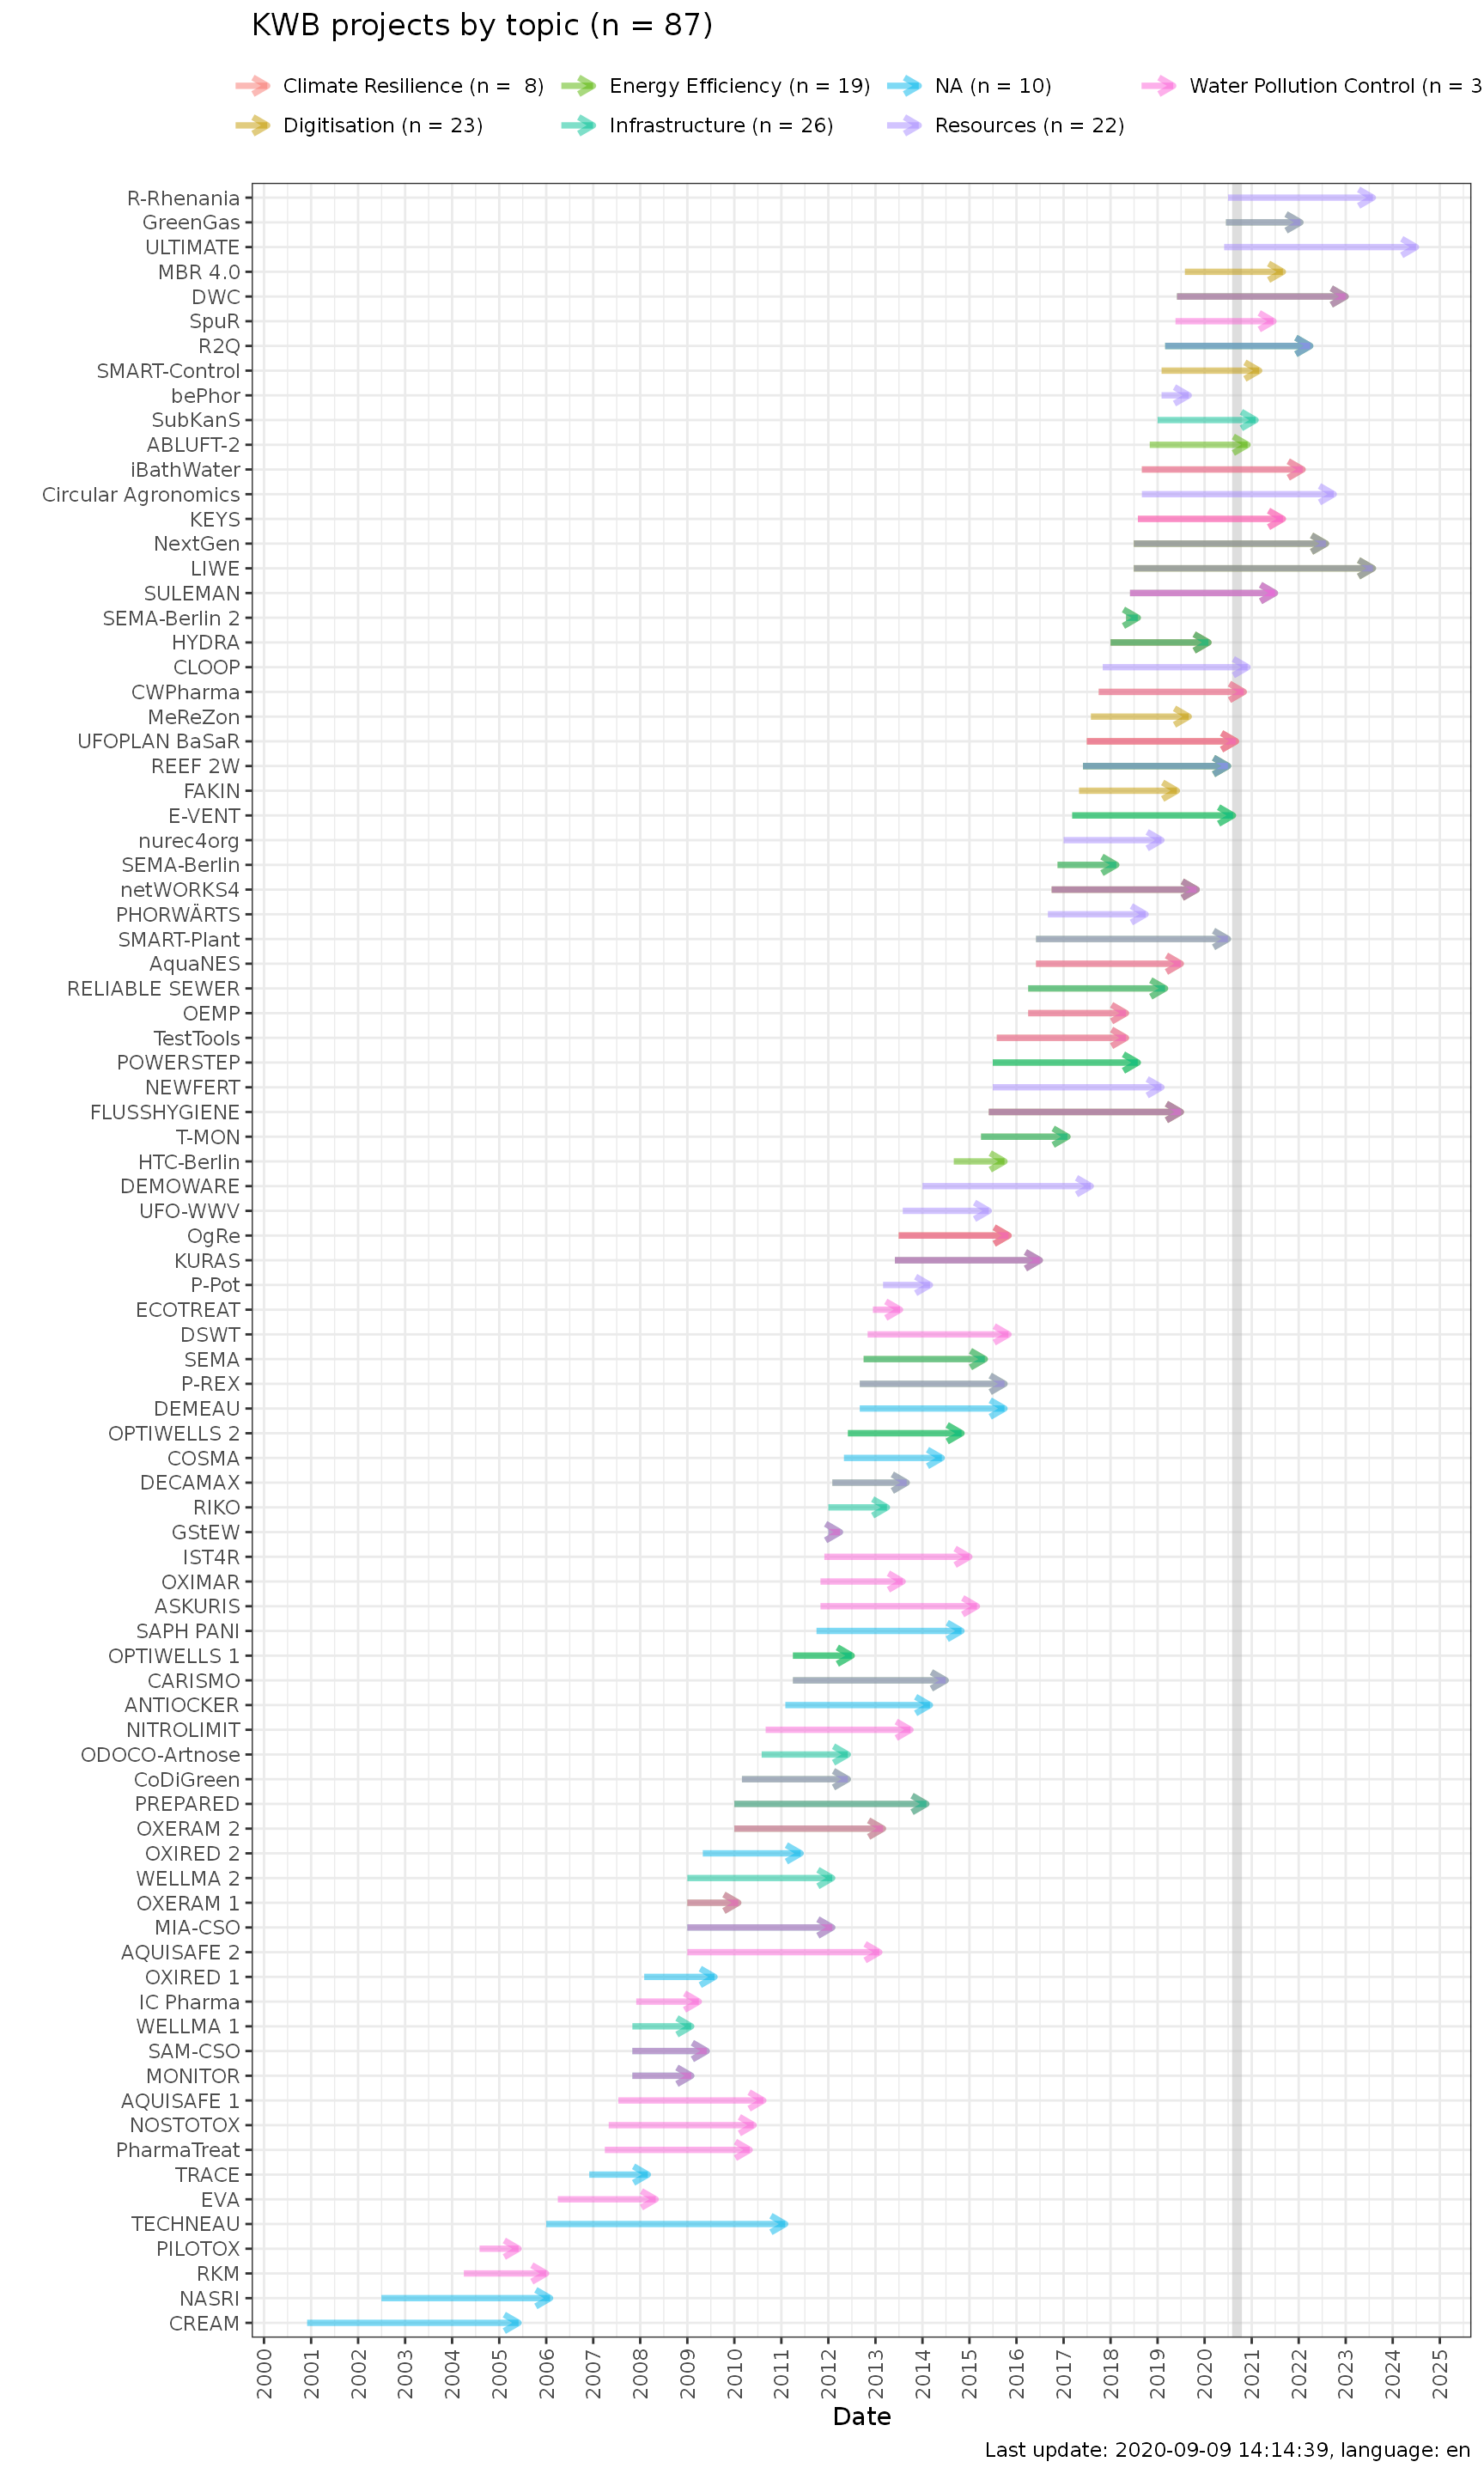 KWB projects by topic (n = 87)
Climate Resilience (n =  8)
Energy Efficiency (n = 19)
NA (n = 10)
Water Pollution Control (n = 3
Digitisation (n = 23)
Infrastructure (n = 26)
Resources (n = 22)
R-Rhenania
GreenGas
ULTIMATE
MBR 4.0
DWC
SpuR
R2Q
SMART-Control
bePhor
SubKanS
ABLUFT-2
iBathWater
Circular Agronomics
KEYS
NextGen
LIWE
SULEMAN
SEMA-Berlin 2
HYDRA
CLOOP
CWPharma
MeReZon
UFOPLAN BaSaR
REEF 2W
FAKIN
E-VENT
nurec4org
SEMA-Berlin
netWORKS4
PHORWÄRTS
SMART-Plant
AquaNES
RELIABLE SEWER
OEMP
TestTools
POWERSTEP
NEWFERT
FLUSSHYGIENE
T-MON
HTC-Berlin
DEMOWARE
UFO-WWV
OgRe
KURAS
P-Pot
ECOTREAT
DSWT
SEMA
P-REX
DEMEAU
OPTIWELLS 2
COSMA
DECAMAX
RIKO
GStEW
IST4R
OXIMAR
ASKURIS
SAPH PANI
OPTIWELLS 1
CARISMO
ANTIOCKER
NITROLIMIT
ODOCO-Artnose
CoDiGreen
PREPARED
OXERAM 2
OXIRED 2
WELLMA 2
OXERAM 1
MIA-CSO
AQUISAFE 2
OXIRED 1
IC Pharma
WELLMA 1
SAM-CSO
MONITOR
AQUISAFE 1
NOSTOTOX
PharmaTreat
TRACE
EVA
TECHNEAU
PILOTOX
RKM
NASRI
CREAM
2000
2001
2002
2003
2004
2005
2006
2007
2008
2009
2010
2011
2012
2013
2014
2015
2016
2017
2018
2019
2020
2021
2022
2023
2024
2025
Date
Last update: 2020-09-09 14:14:39, language: en